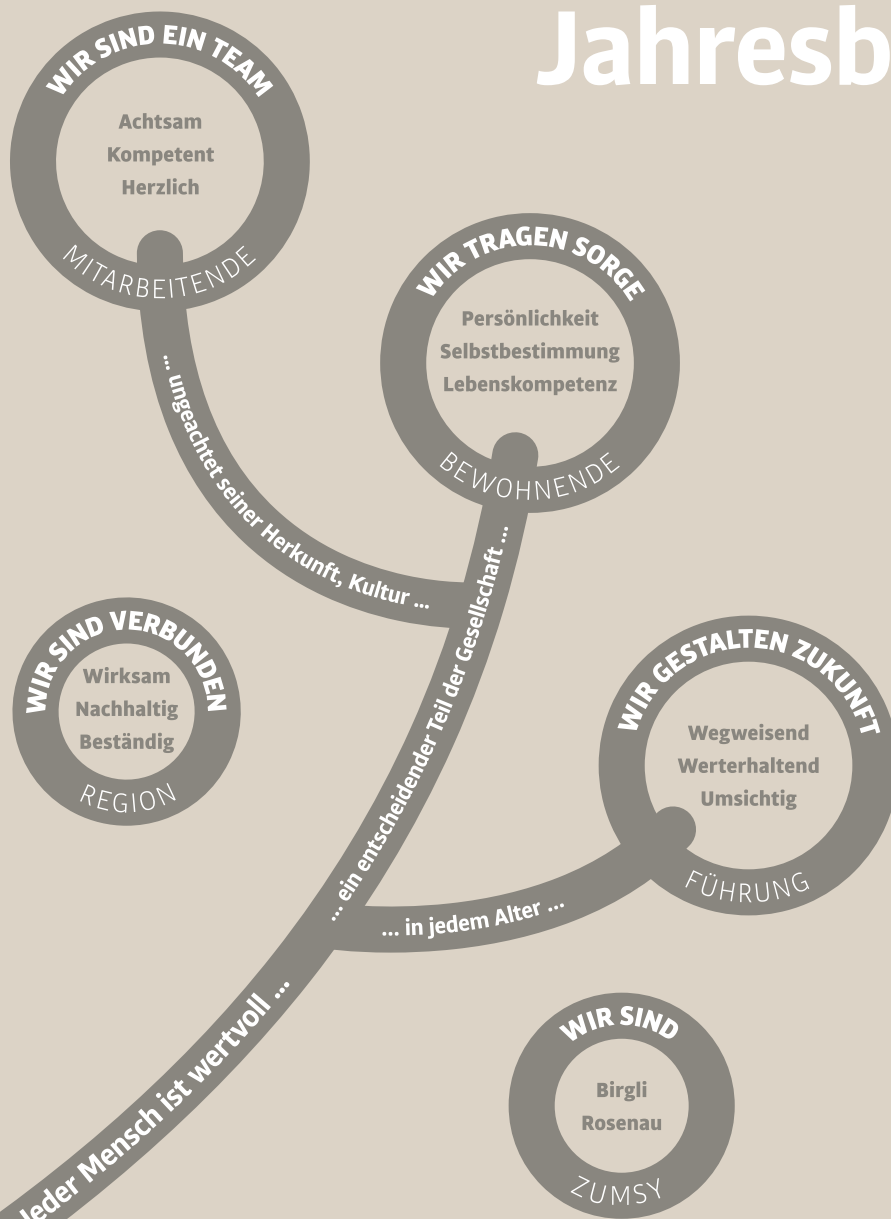 Jahresb
WIR SIND EIN TEAM
Achtsam
Kompetent
Herzlich
MITARBEITENDE
WIR TRAGEN SORGE
Persönlichkeit
Selbstbestimmung
Lebenskompetenz
BEWOHNENDE
... ungeachtet seiner Herkunft, Kultur ...
... ein entscheidender Teil der Gesellschaft ...
WIR SIND VERBUNDEN
Wirksam
Nachhaltig
Beständig
REGION
WIR GESTALTEN ZUKUNFT
Wegweisend
Werterhaltend
Umsichtig
FÜHRUNG
... in jedem Alter ...
Jeder Mensch ist wertvoll ...
WIR SIND
Birgli
Rosenau
ZUMSY